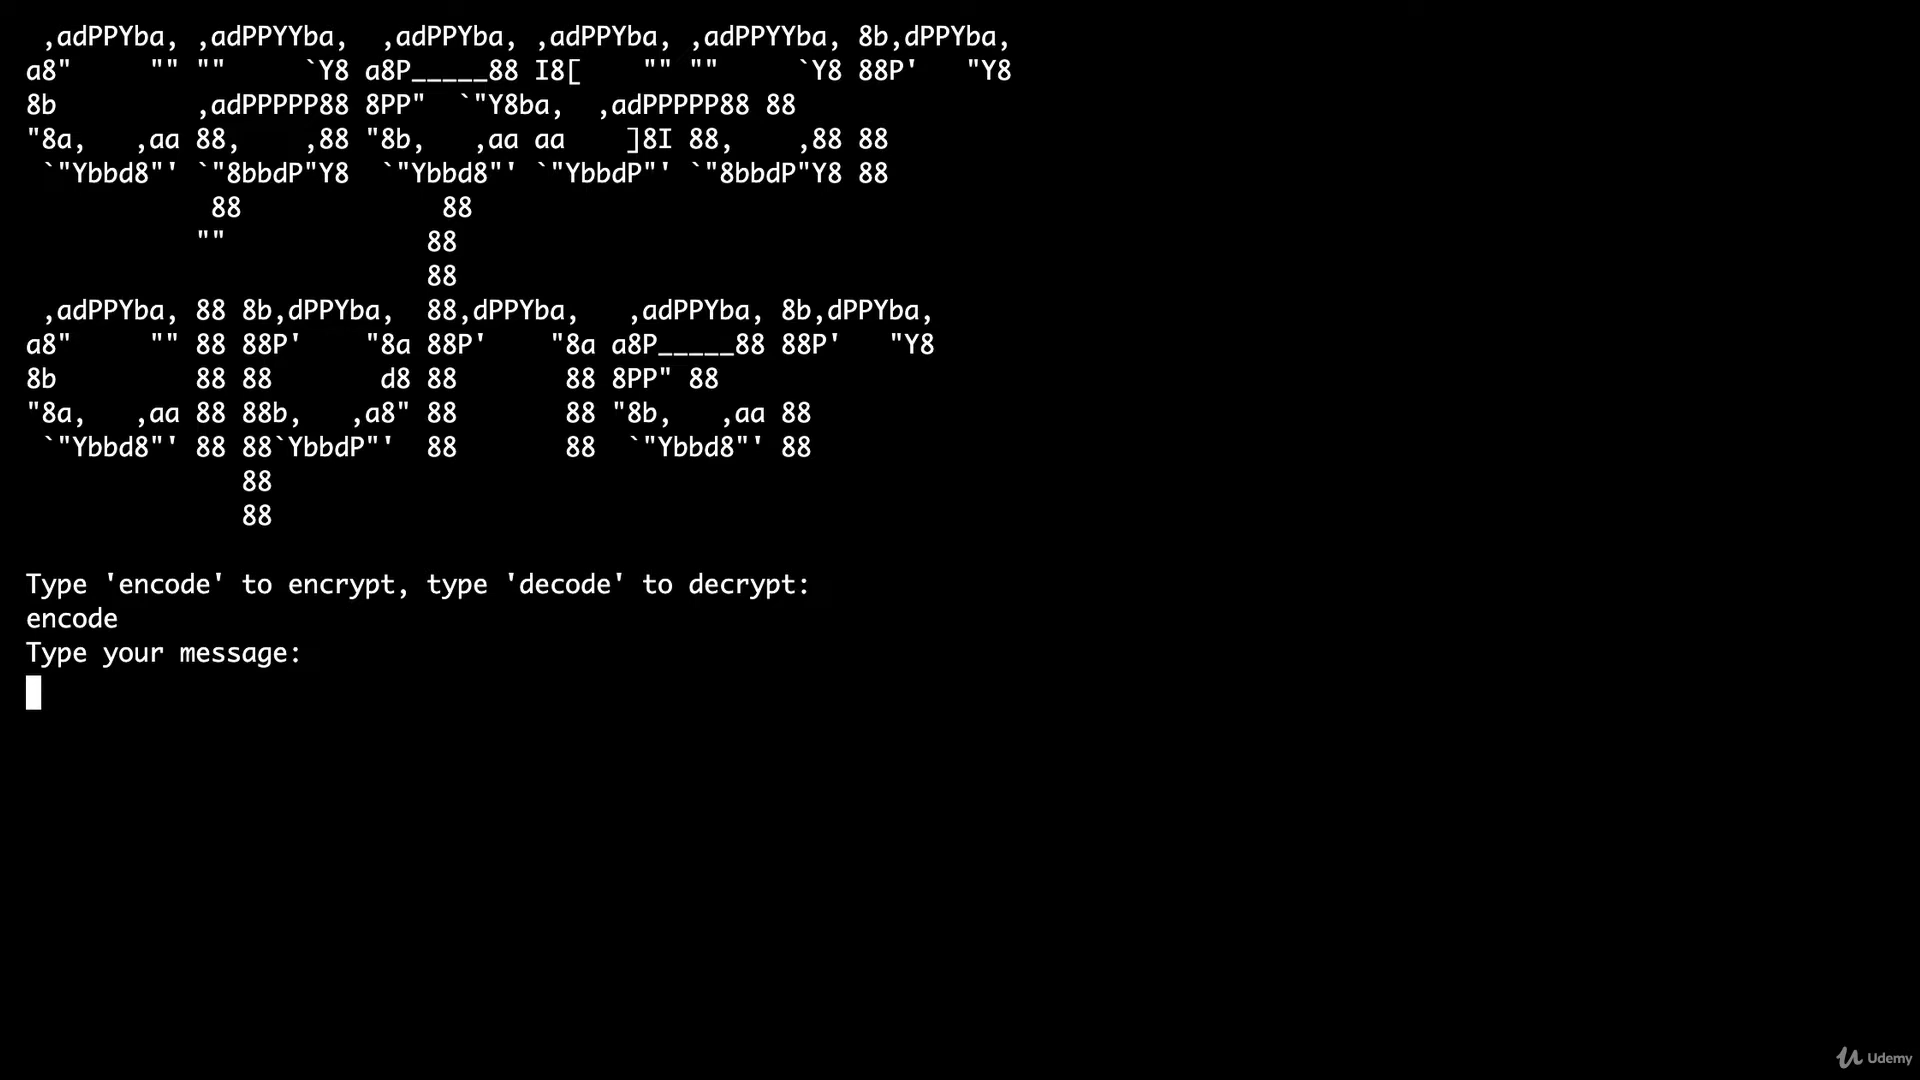 ,adPPYba, ,adPPYYba,  ,adPPYba, ,adPPYba, ,adPPYYba, 8b,dPPYba,
a8"     "" ""     `Y8 a8P_____88 I8[    "" ""     `Y8 88P'   "Y8
8b         ,adPPPPP88 8PP"  `"Y8ba,  ,adPPPPP88 88
"8a,   ,aa 88,    ,88 "8b,   ,aa aa    ]8I 88,    ,88 88
 `"Ybbd8"' `"8bbdP"Y8  `"Ybbd8"' `"YbbdP"' `"8bbdP"Y8 88
            88             88
           ""             88
                          88
 ,adPPYba, 88 8b,dPPYba,  88,dPPYba,   ,adPPYba, 8b,dPPYba,
a8"     "" 88 88P'    "8a 88P'    "8a a8P_____88 88P'   "Y8
8b         88 88       d8 88       88 8PP" 88
"8a,   ,aa 88 88b,   ,a8" 88       88 "8b,   ,aa 88
 `"Ybbd8"' 88 88`YbbdP"'  88       88  `"Ybbd8"' 88
              88
              88
Type 'encode' to encrypt, type 'decode' to decrypt:
encode
Type your message:
Udemy